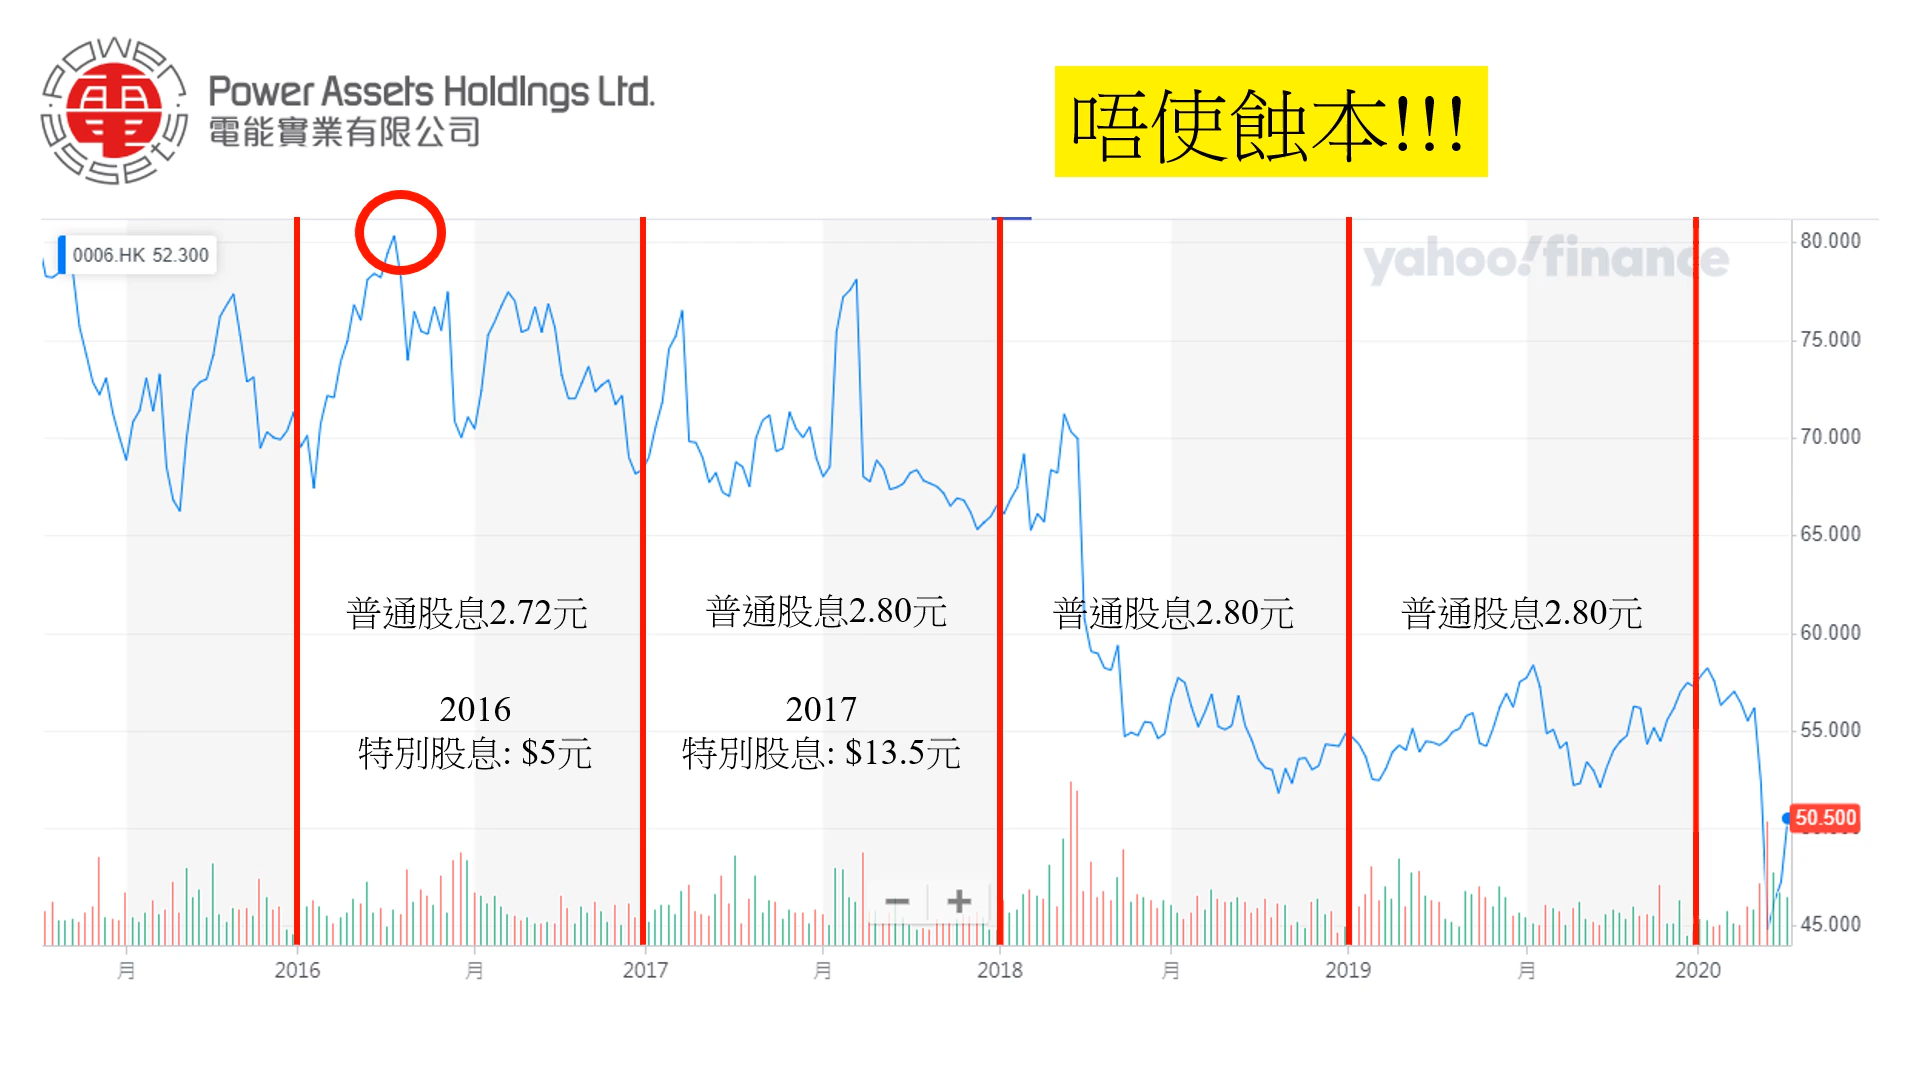 POWER ASSETS
電
Power Assets Holdings Ltd.
電能實業有限公司
唔使蝕本!!!
0006.HK 52.300
yahoo!finance
80.000
75.000
70.000
65.000
60.000
55.000
50.500
45.000
普通股息2.72元
普通股息2.80元
普通股息2.80元
普通股息2.80元
2016
特別股息: $5元
2017
特別股息: $13.5元
月
2016
月
2017
月
2018
月
2019
月
2020